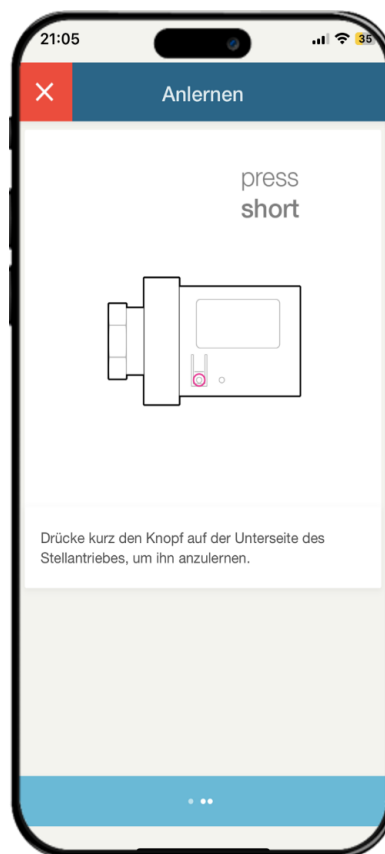 21:05
35
Anlernen
press
short
Drücke kurz den Knopf auf der Unterseite des
Stellantriebes, um ihn anzulernen.